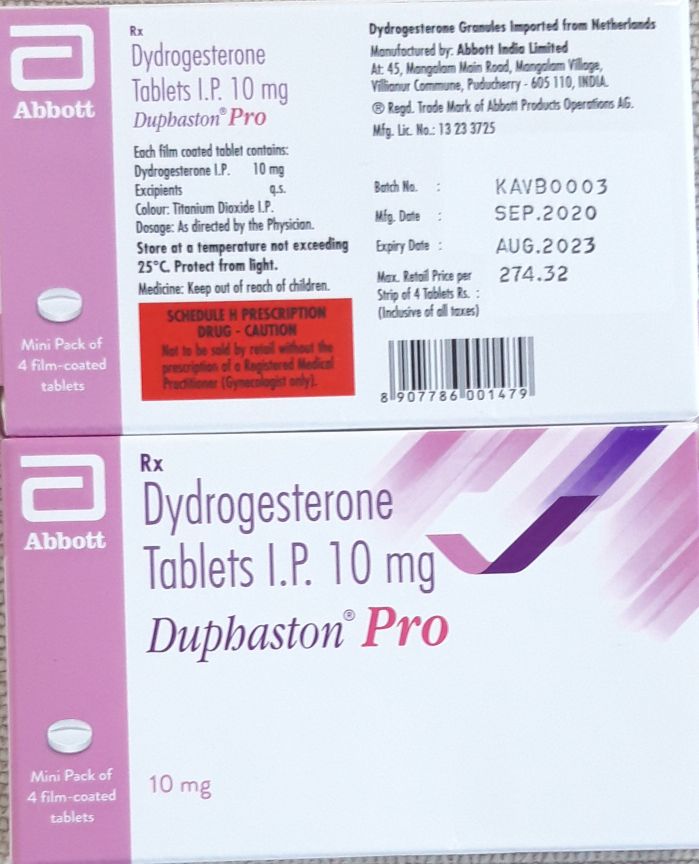 Abbott
Mini Pack of
4 film-coated
tablets
Rx
Dydrogesterone
Tablets I.P. 10 mg
Duphaston® Pro
Each film coated tablet contains:
Dydrogesterone I.P. 10 mg
Excipients q.s.
Colour: Titanium Dioxide I.P.
Dosage: As directed by the Physician.
Store at a temperature not exceeding
25°C. Protect from light.
Medicine: Keep out of reach of children.
SCHEDULE H PRESCRIPTION
DRUG - CAUTION
Not to be sold by retail without the
prescription of a Registered Medical
Practitioner (Gynecologist only).
Dydrogesterone Granules Imported from Netherlands
Manufactured by: Abbott India Limited
At: 45, Mangalam Main Road, Mangalam Village,
Villianur Commune, Puducherry - 605 110, INDIA.
® Regd. Trade Mark of Abbott Products Operations AG.
Mfg. Lic. No.: 13 23 3725
Batch No. : KAVB0003
Mfg. Date : SEP.2020
Expiry Date : AUG.2023
Max. Retail Price per 274.32
Strip of 4 Tablets Rs. :
(Inclusive of all taxes)
8 907786 001479
Abbott
Mini Pack of
4 film-coated
tablets
Rx
Dydrogesterone
Tablets I.P. 10 mg
Duphaston® Pro
10 mg